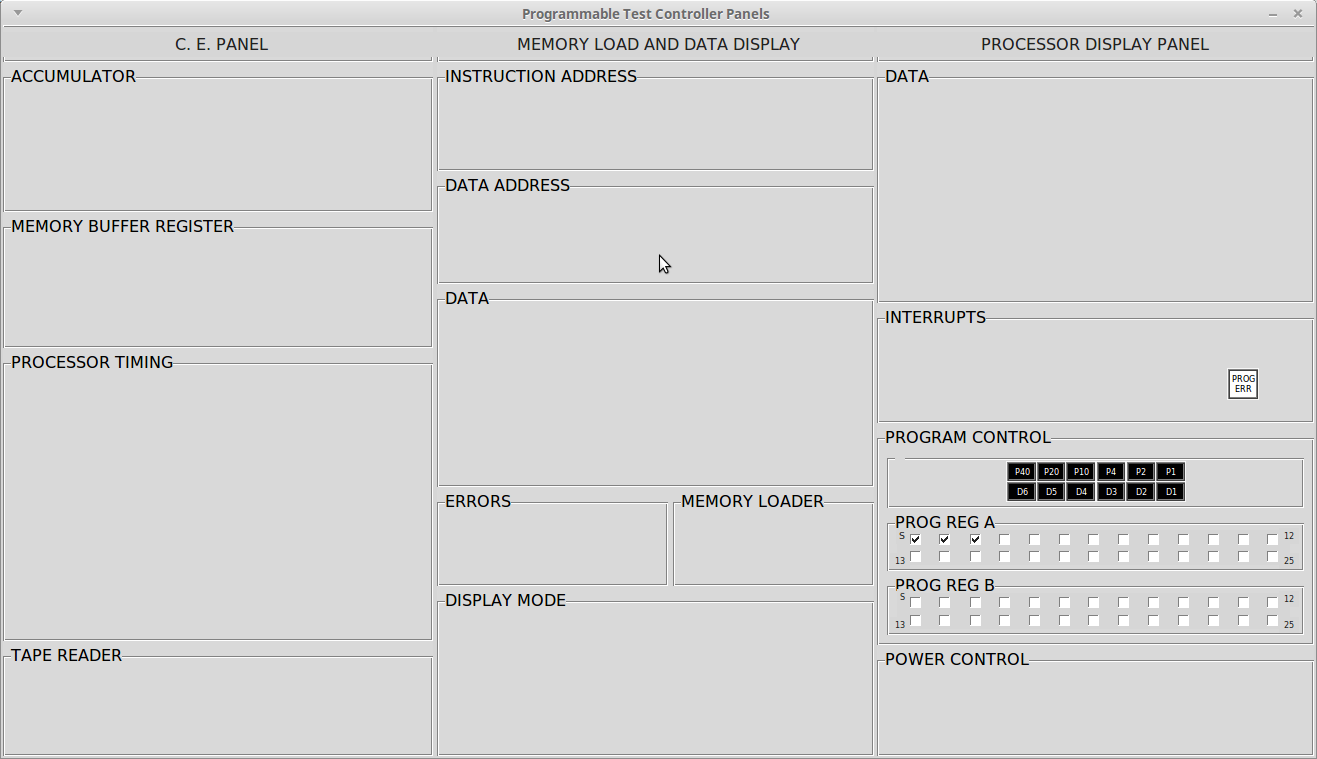 Programmable Test Controller Panels
C. E. PANEL
ACCUMULATOR
MEMORY BUFFER REGISTER
PROCESSOR TIMING
TAPE READER
MEMORY LOAD AND DATA DISPLAY
INSTRUCTION ADDRESS
DATA ADDRESS
DATA
ERRORS
MEMORY LOADER
DISPLAY MODE
PROCESSOR DISPLAY PANEL
DATA
INTERRUPTS
PROG
ERR
PROGRAM CONTROL
P40 P20 P10 P4 P2 P1
D6 D5 D4 D3 D2 D1
PROG REG A
S 12
13 25
PROG REG B
S 12
13 25
POWER CONTROL